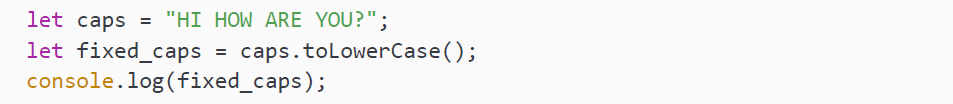 let caps = "HI HOW ARE YOU?";
let fixed_caps = caps.toLowerCase();
console.log(fixed_caps);